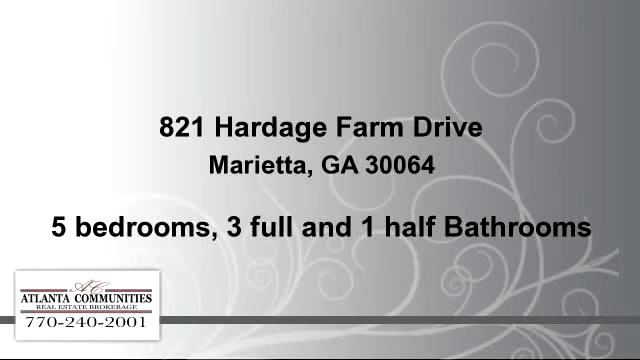 821 Hardage Farm Drive
Marietta, GA 30064
5 bedrooms, 3 full and 1 half Bathrooms
AC
ATLANTA COMMUNITIES
REAL ESTATE BROKERAGE
770-240-2001